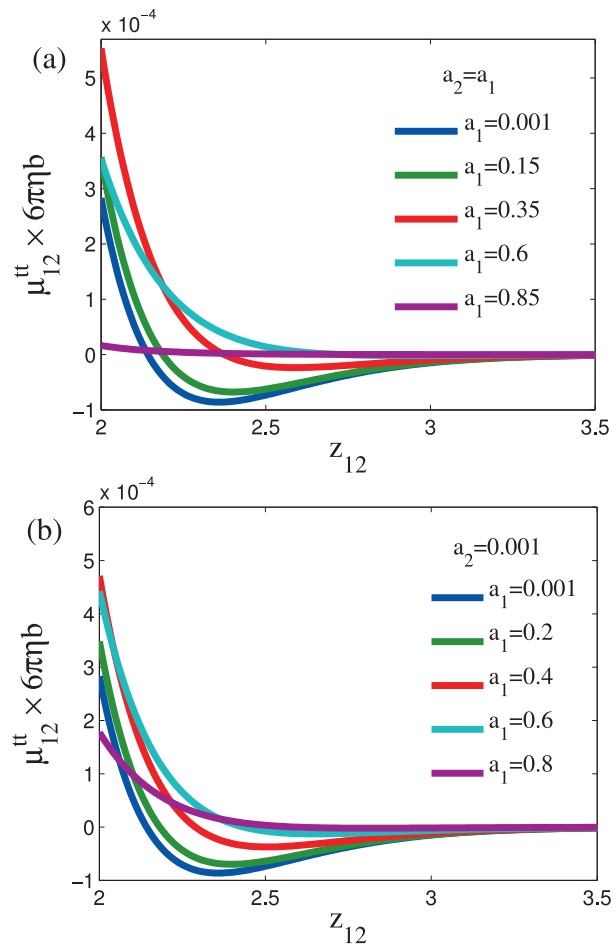 x 10⁻⁴
(a)
5
4
3
2
1
0
−1
μ₁₂ᵗᵗ × 6πηb
a₂=a₁
a₁=0.001
a₁=0.15
a₁=0.35
a₁=0.6
a₁=0.85
2 2.5 3 3.5
z₁₂
x 10⁻⁴
(b)
6
5
4
3
2
1
0
−1
μ₁₂ᵗᵗ × 6πηb
a₂=0.001
a₁=0.001
a₁=0.2
a₁=0.4
a₁=0.6
a₁=0.8
2 2.5 3 3.5
z₁₂